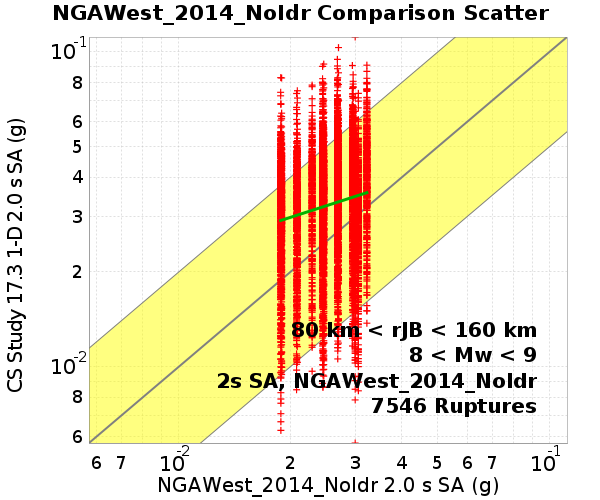 NGAWest_2014_NoIdr Comparison Scatter
CS Study 17.3 1-D 2.0 s SA (g)
10-1
8
6
5
4
3
2
10-2
8
6
80 km < rJB < 160 km
8 < Mw < 9
2s SA, NGAWest_2014_NoIdr
7546 Ruptures
6 7 10-2 2 3 4 5 6 7 10-1
NGAWest_2014_NoIdr 2.0 s SA (g)